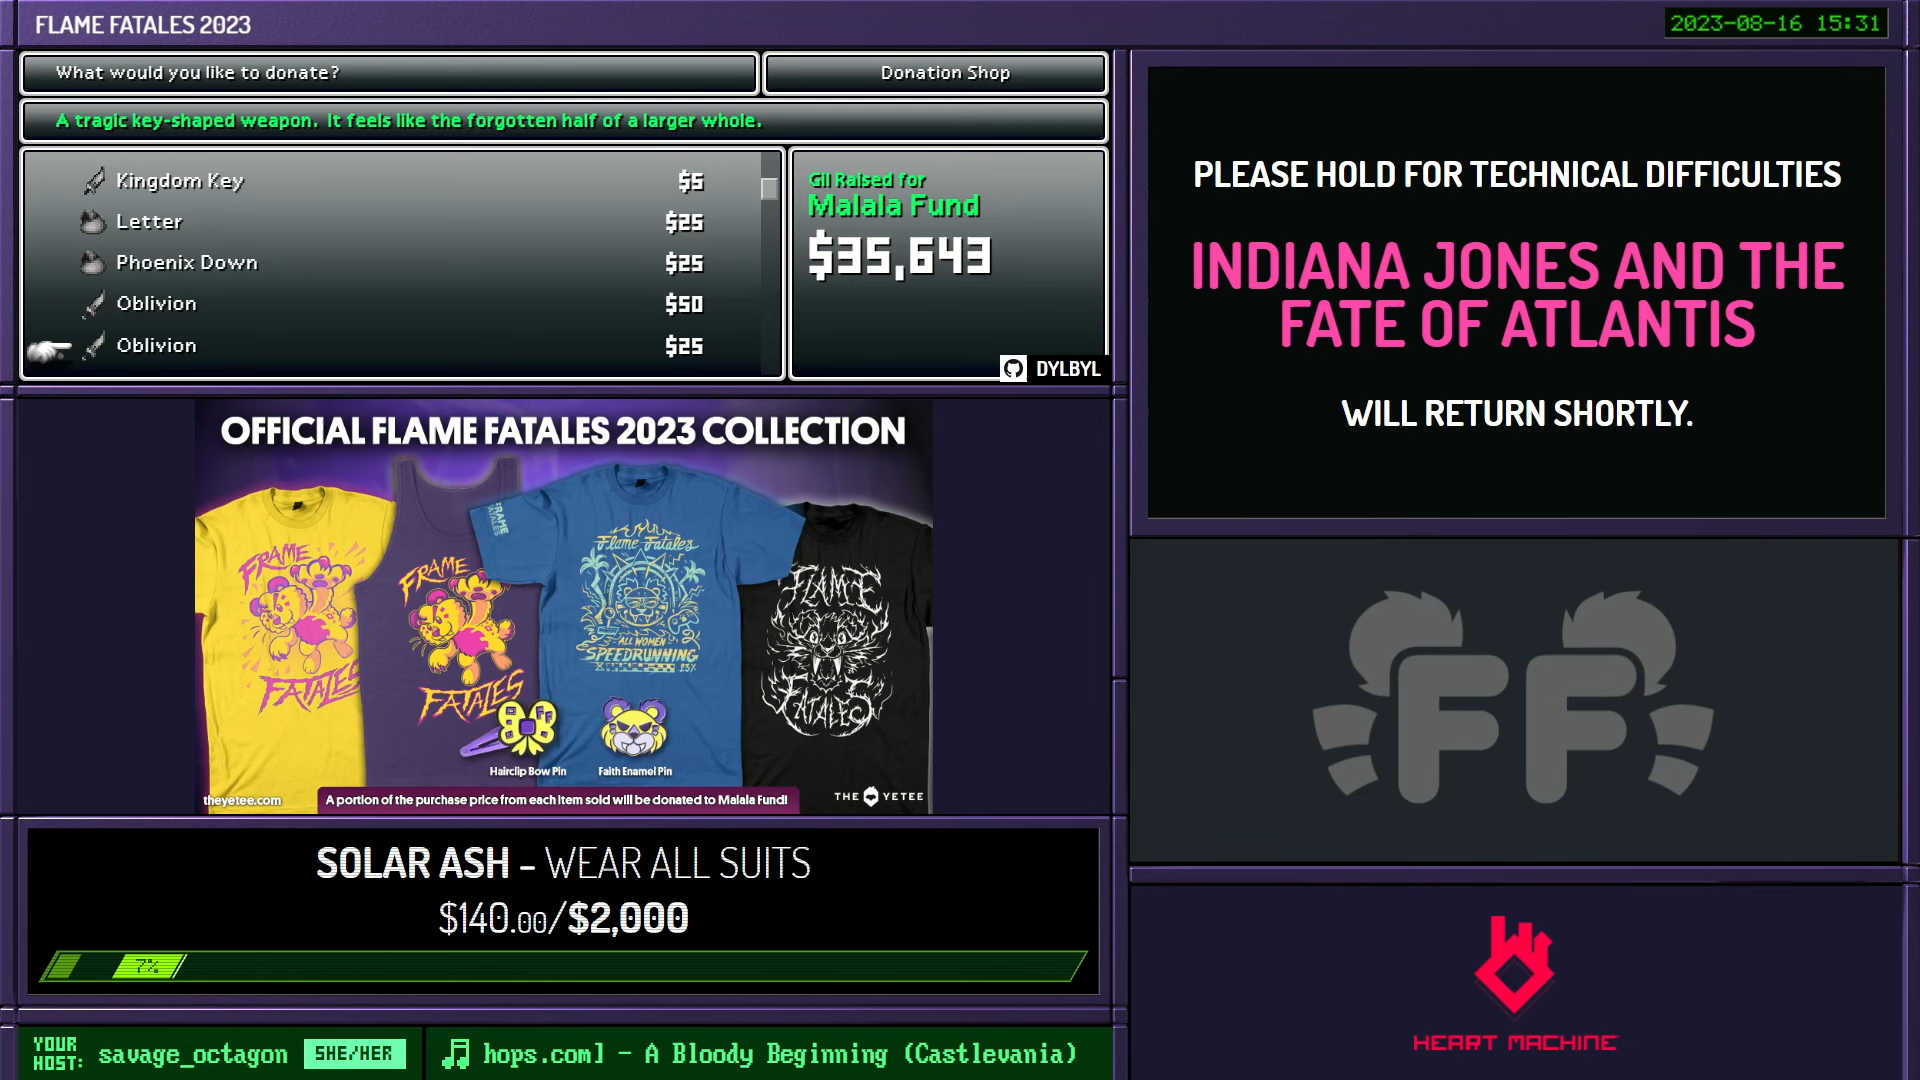 FLAME FATALES 2023
2023-08-16 15:31
What would you like to donate?
Donation Shop
A tragic key-shaped weapon. It feels like the forgotten half of a larger whole.
Kingdom Key $5
Letter $25
Phoenix Down $25
Oblivion $50
Oblivion $25
Gil Raised for
Malala Fund
$35,643
DYLBYL
PLEASE HOLD FOR TECHNICAL DIFFICULTIES
INDIANA JONES AND THE
FATE OF ATLANTIS
WILL RETURN SHORTLY.
OFFICIAL FLAME FATALES 2023 COLLECTION
FRAME
FATALES
FRAME
FATALES
FRAME
FATALES
Flame Fatales
ALL WOMEN
SPEEDRUNNING
FLAME
FATALES
Hairclip Bow Pin
Faith Enamel Pin
theyetee.com
A portion of the purchase price from each item sold will be donated to Malala Fund!
THE YETEE
FF
SOLAR ASH - WEAR ALL SUITS
$140.00/$2,000
7%
HEART MACHINE
YOUR
HOST: savage_octagon SHE/HER
hops.com] - A Bloody Beginning (Castlevania)